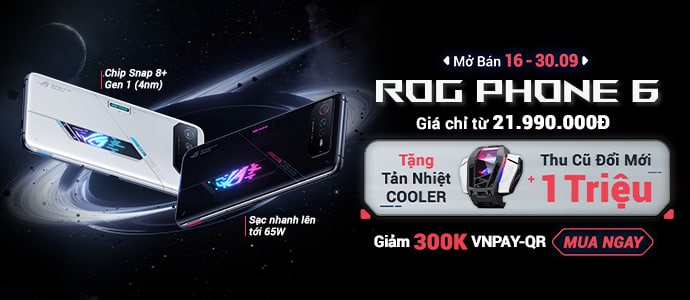 Chip Snap 8+
Gen 1 (4nm)
Sạc nhanh lên
tới 65W
Mở Bán 16 - 30.09
ROG PHONE 6
Giá chỉ từ 21.990.000Đ
Tặng
Tản Nhiệt
COOLER
Thu Cũ Đổi Mới
+ 1 Triệu
Giảm 300K VNPAY-QR
MUA NGAY